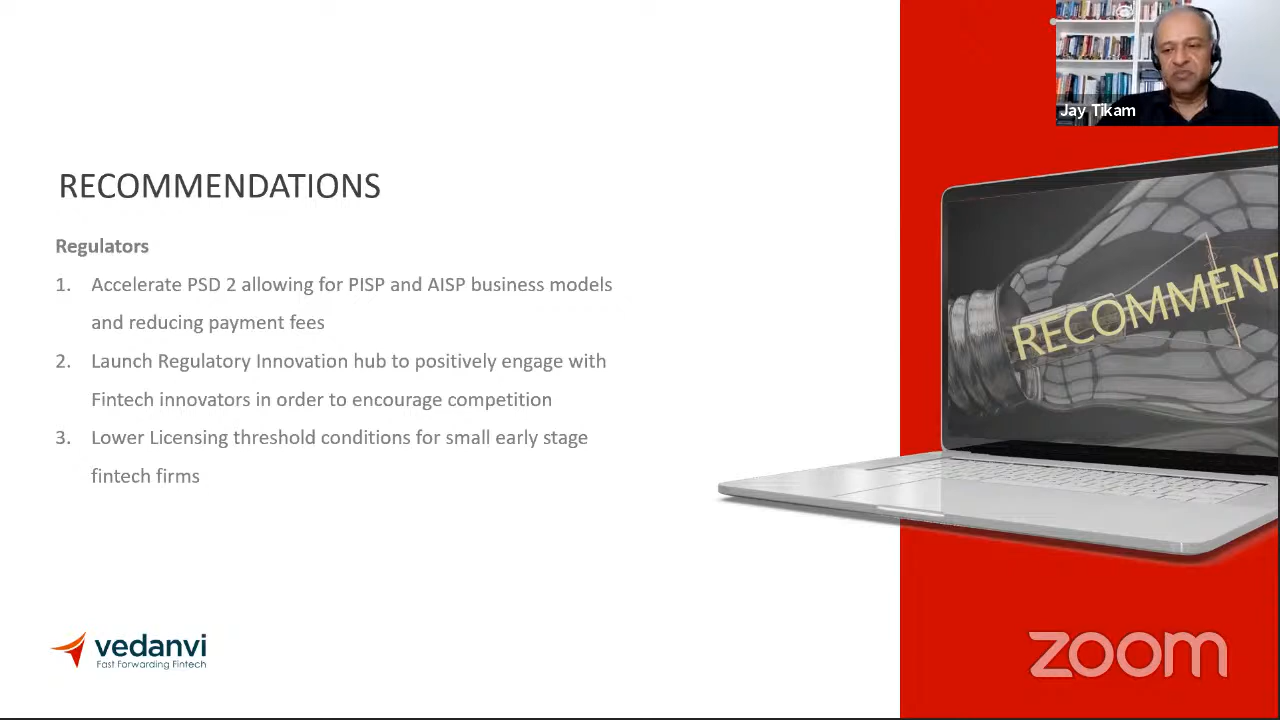 Jay Tikam
RECOMMENDATIONS
Regulators
1. Accelerate PSD 2 allowing for PISP and AISP business models
and reducing payment fees
2. Launch Regulatory Innovation hub to positively engage with
Fintech innovators in order to encourage competition
3. Lower Licensing threshold conditions for small early stage
fintech firms
RECOMMEND
vedanvi
Fast Forwarding Fintech
zoom